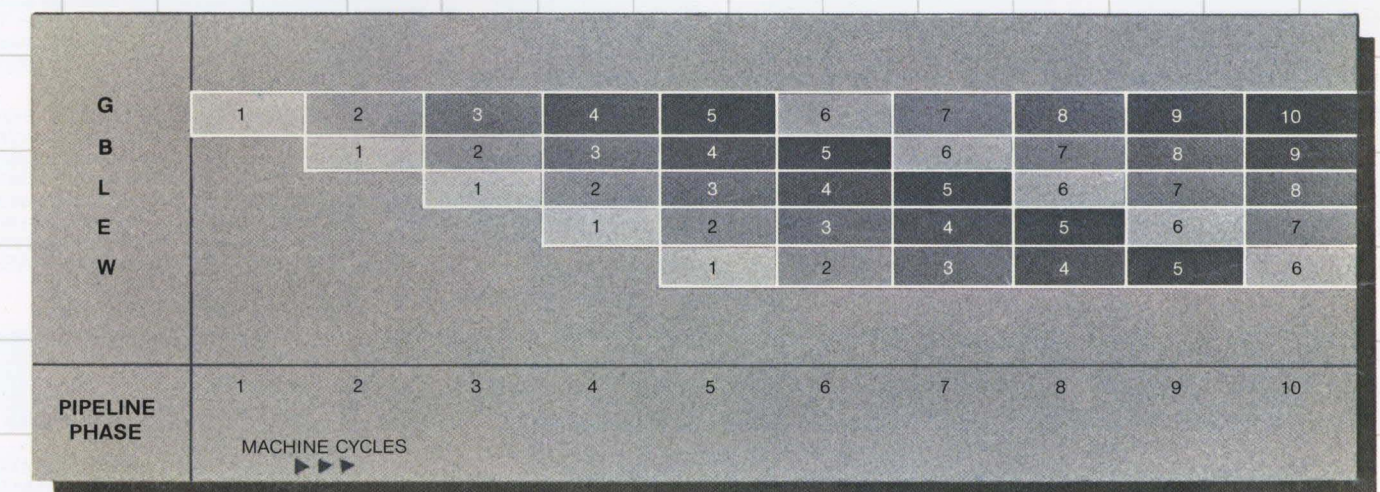 G 1 2 3 4 5 6 7 8 9 10
B 1 2 3 4 5 6 7 8 9
L 1 2 3 4 5 6 7 8
E 1 2 3 4 5 6 7
W 1 2 3 4 5 6
1 2 3 4 5 6 7 8 9 10
PIPELINE
PHASE
MACHINE CYCLES